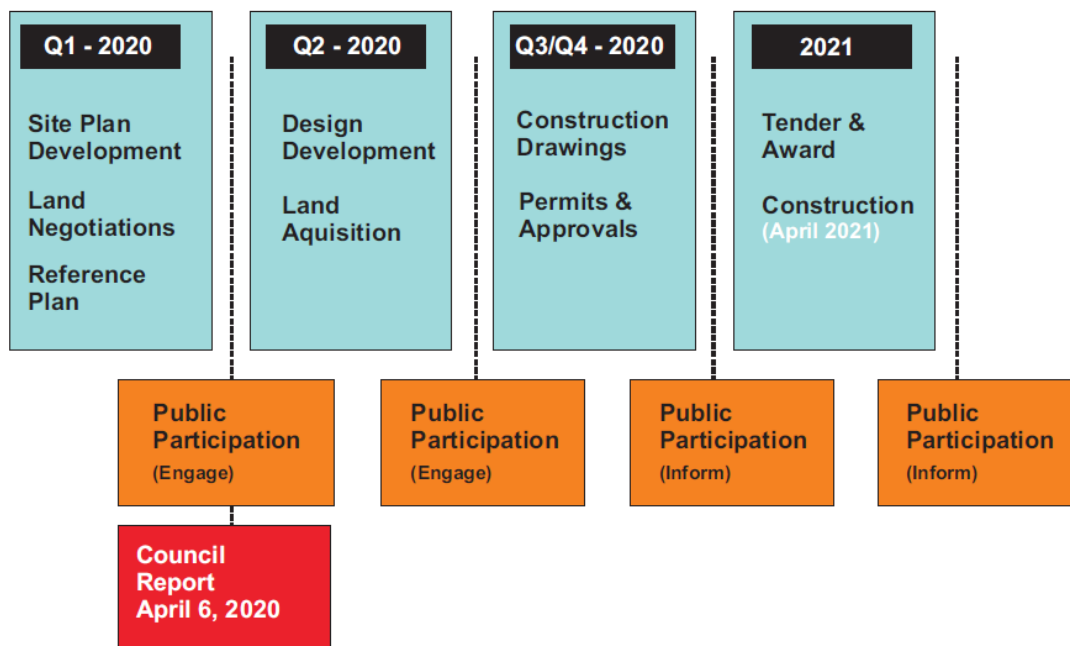 Q1 - 2020
Site Plan
Development
Land
Negotiations
Reference
Plan
Q2 - 2020
Design
Development
Land
Aquisition
Q3/Q4 - 2020
Construction
Drawings
Permits &
Approvals
2021
Tender &
Award
Construction
(April 2021)
Public
Participation
(Engage)
Public
Participation
(Engage)
Public
Participation
(Inform)
Public
Participation
(Inform)
Council
Report
April 6, 2020